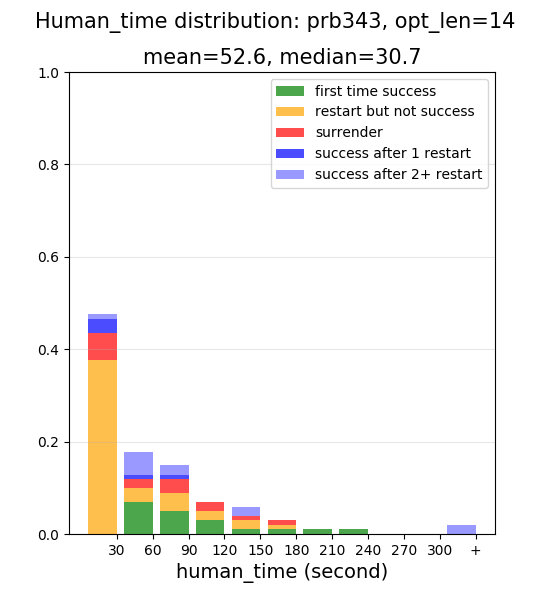 Human_time distribution: prb343, opt_len=14
mean=52.6, median=30.7
first time success
restart but not success
surrender
success after 1 restart
success after 2+ restart
1.0
0.8
0.6
0.4
0.2
0.0
30 60 90 120 150 180 210 240 270 300 +
human_time (second)